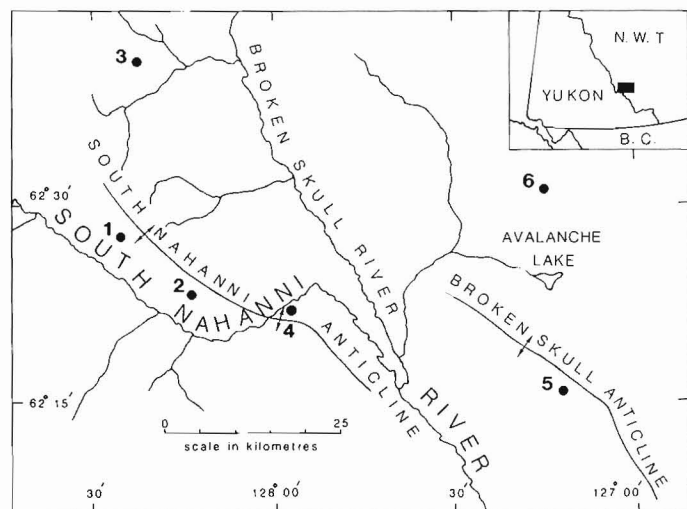 3
BROKEN SKULL RIVER
N.W.T
YUKON
B.C.
62° 30′
6
1
SOUTH NAHANNI ANTICLINE
AVALANCHE
LAKE
2
SOUTH NAHANNI RIVER
4
BROKEN SKULL ANTICLINE
5
62° 15′
0 25
scale in kilometres
30′ 128° 00′ 30′ 127° 00′